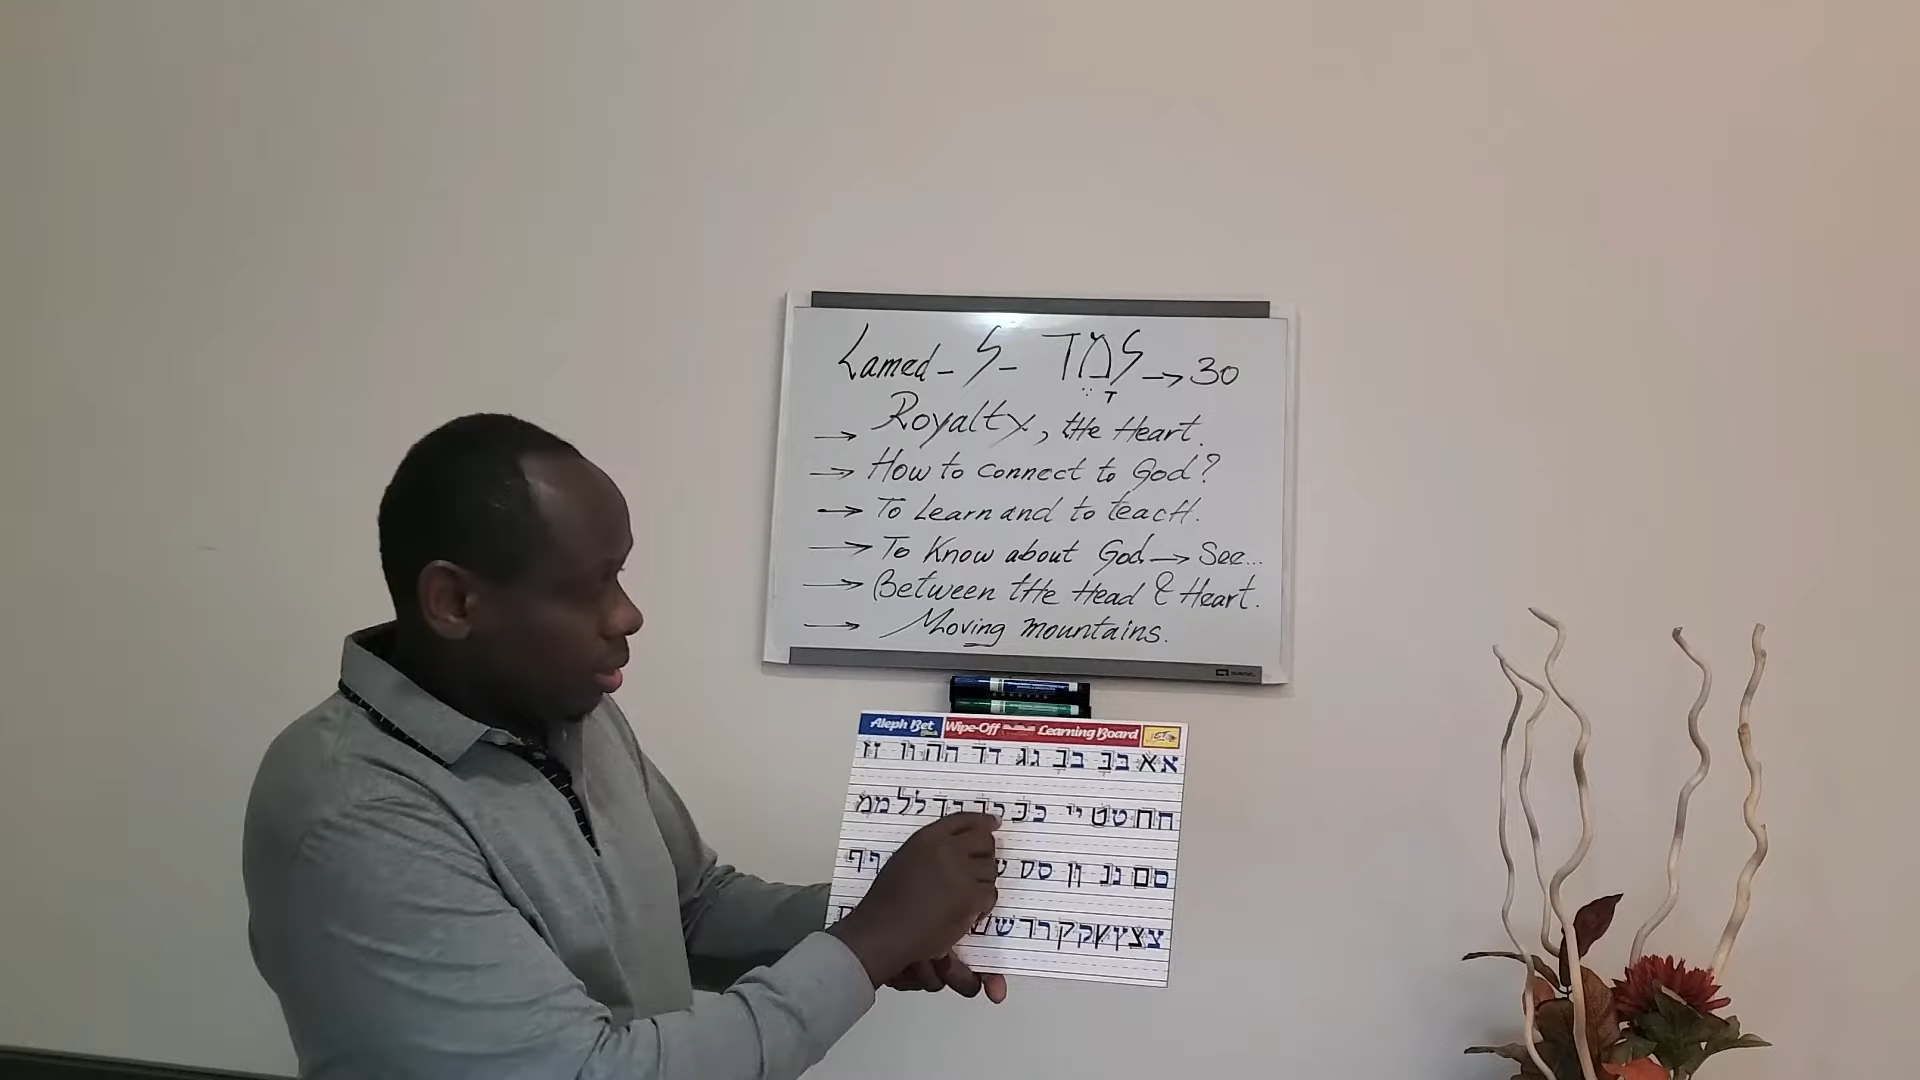 Lamed - ל - לָמֶד → 30
→ Royalty, the Heart.
→ How to connect to God?
→ To Learn and to teach.
→ To Know about God → See...
→ Between the Head & Heart.
→ Moving mountains.
Aleph Bet Wipe-Off Learning Board
א א ב בּ ב ב ג ג ד ד ה ה ו ו ז ז
ח ח ט ט י י כ כ ל ל מ מ
ם ם נ נ ן ן ס ס ף ף
צ צ ץ ץ ק ק ר ר ש ש